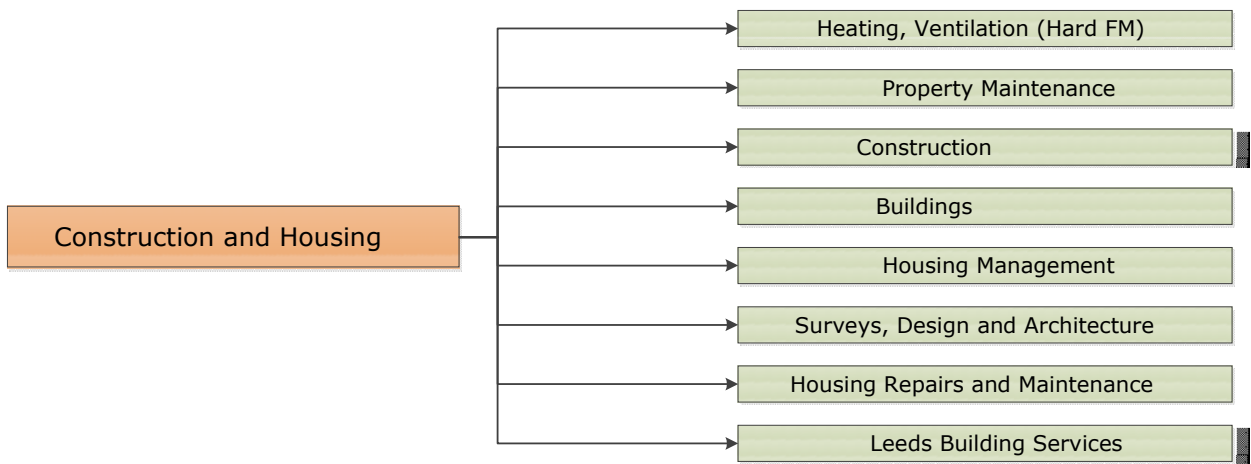 Construction and Housing
Heating, Ventilation (Hard FM)
Property Maintenance
Construction
Buildings
Housing Management
Surveys, Design and Architecture
Housing Repairs and Maintenance
Leeds Building Services